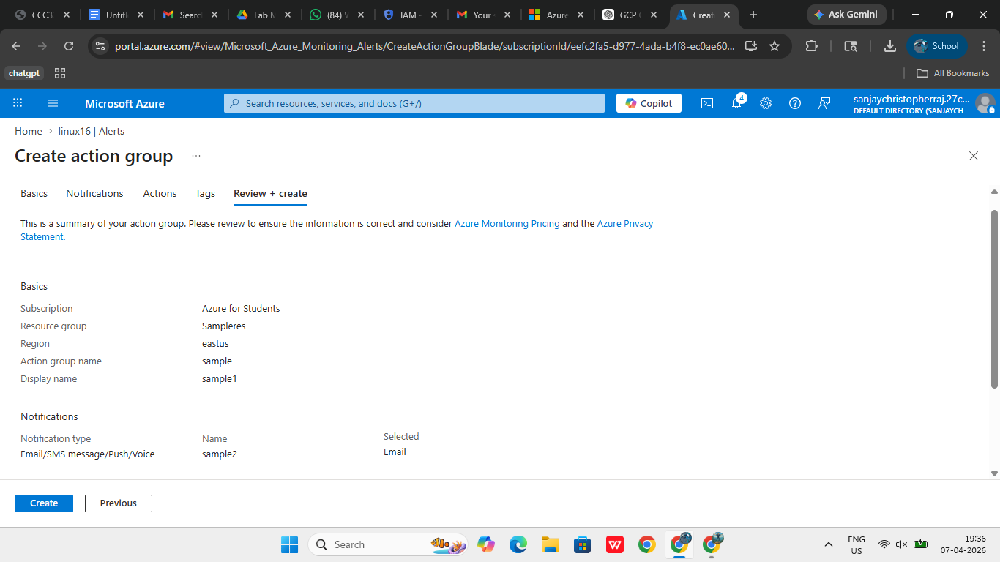 CCC3.
Untitl
Searc
Lab M
(84) V
IAM -
Your s
Azure
GCP C
Create
Ask Gemini
portal.azure.com/#view/Microsoft_Azure_Monitoring_Alerts/CreateActionGroupBlade/subscriptionId/eefc2fa5-d977-4ada-b4f8-ec0ae60...
School
chatgpt
All Bookmarks
Microsoft Azure
Search resources, services, and docs (G+/)
Copilot
4
sanjaychristopherraj.27c...
DEFAULT DIRECTORY (SANJAYCH...
Home > linux16 | Alerts
Create action group ...
Basics
Notifications
Actions
Tags
Review + create
This is a summary of your action group. Please review to ensure the information is correct and consider Azure Monitoring Pricing and the Azure Privacy
Statement.
Basics
Subscription Azure for Students
Resource group Sampleres
Region eastus
Action group name sample
Display name sample1
Notifications
Notification type Name Selected
Email/SMS message/Push/Voice sample2 Email
Create
Previous
Search
ENG
US
19:36
07-04-2026